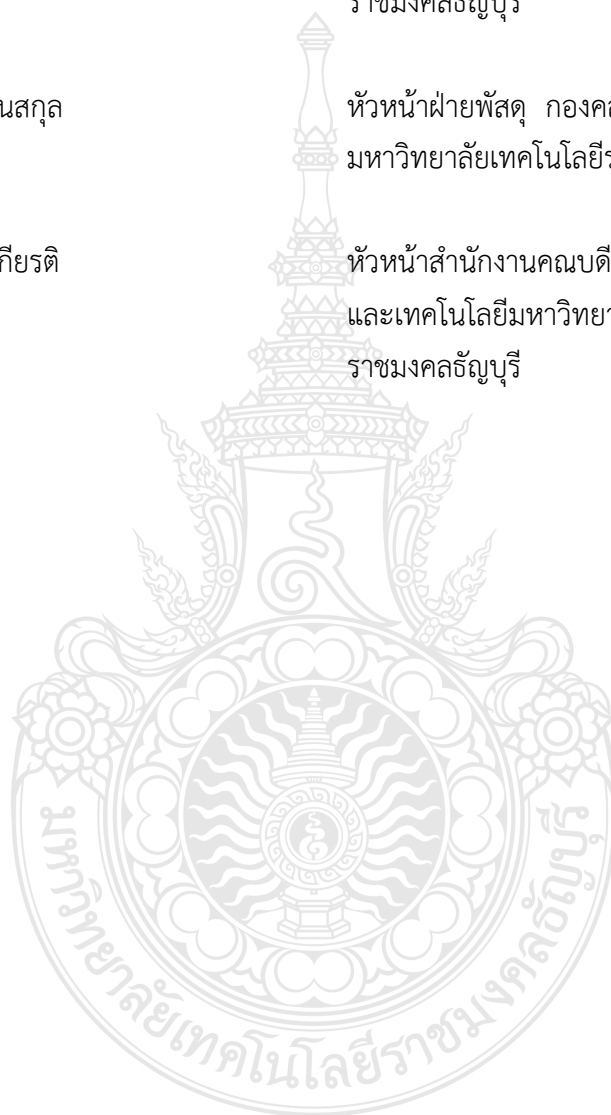 ราชมงคลธัญบุรี
นสกุล
หัวหน้าฝ่ายพัสดุ กองคล
มหาวิทยาลัยเทคโนโลยีร
กียรติ
หัวหน้าสำนักงานคณบดี
และเทคโนโลยีมหาวิทยา
ราชมงคลธัญบุรี
มหาวิทยาลัยเทคโนโลยีราชมงคลธัญบุรี